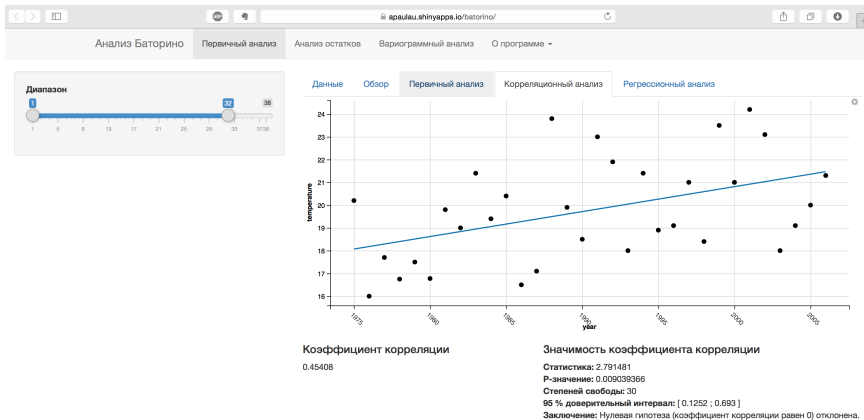 apaulau.shinyapps.io/batorino/
Анализ Баторино Первичный анализ Анализ остатков Вариограммный анализ О программе
Диапазон
1 32 38
1 5 9 13 17 21 25 29 33 3738
Данные Обзор Первичный анализ Корреляционный анализ Регрессионный анализ
24
23
22
21
20
19
18
17
16
temperature
1975 1980 1985 1990 1995 2000 2005
year
Коэффициент корреляции
0.45408
Значимость коэффициента корреляции
Статистика: 2.791481
P-значение: 0.009039366
Степеней свободы: 30
95 % доверительный интервал: [ 0.1252 ; 0.693 ]
Заключение: Нулевая гипотеза (коэффициент корреляции равен 0) отклонена.